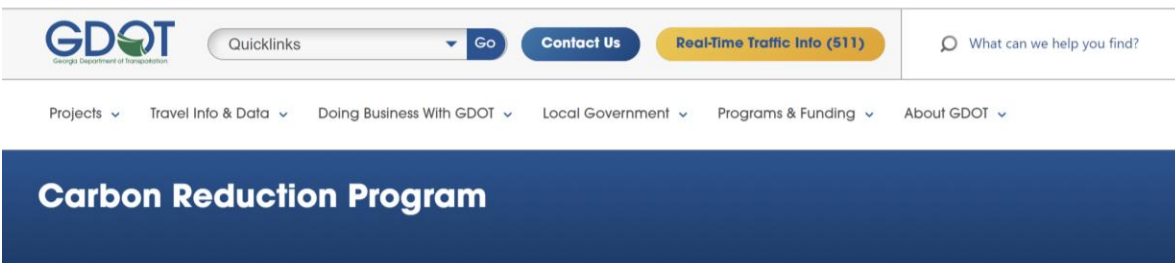 GDOT
Georgia Department of Transportation
Quicklinks
Go
Contact Us
Real-Time Traffic Info (511)
What can we help you find?
Projects
Travel Info & Data
Doing Business With GDOT
Local Government
Programs & Funding
About GDOT
Carbon Reduction Program